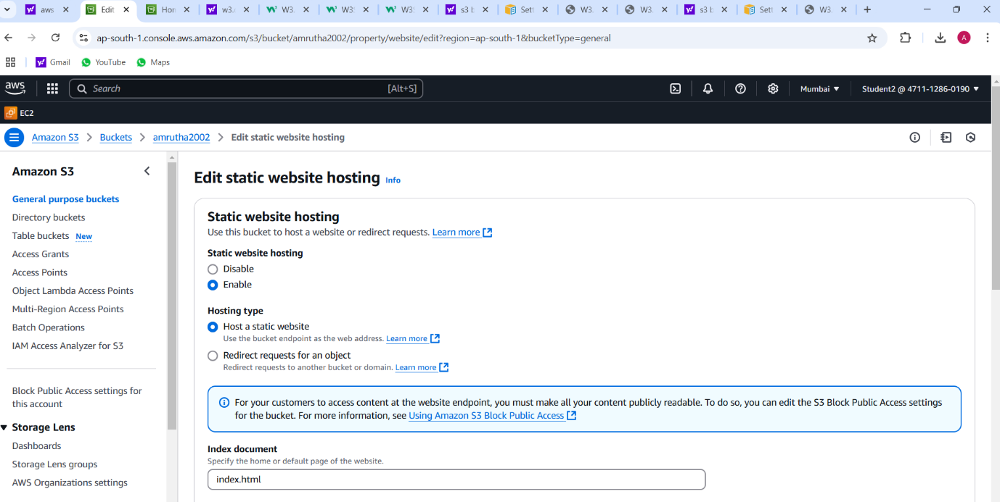 aws
Edit
Hon
w3.
W3.
W3S
W3S
s3 b
Sett
W3.
W3.
s3 b
Sett
W3.
ap-south-1.console.aws.amazon.com/s3/bucket/amrutha2002/property/website/edit?region=ap-south-1&bucketType=general
A
Gmail YouTube Maps
aws Search [Alt+S] Mumbai Student2 @ 4711-1286-0190
EC2
Amazon S3 > Buckets > amrutha2002 > Edit static website hosting
Amazon S3
General purpose buckets
Directory buckets
Table buckets New
Access Grants
Access Points
Object Lambda Access Points
Multi-Region Access Points
Batch Operations
IAM Access Analyzer for S3
Block Public Access settings for
this account
Storage Lens
Dashboards
Storage Lens groups
AWS Organizations settings
Edit static website hosting Info
Static website hosting
Use this bucket to host a website or redirect requests. Learn more
Static website hosting
Disable
Enable
Hosting type
Host a static website
Use the bucket endpoint as the web address. Learn more
Redirect requests for an object
Redirect requests to another bucket or domain. Learn more
For your customers to access content at the website endpoint, you must make all your content publicly readable. To do so, you can edit the S3 Block Public Access settings
for the bucket. For more information, see Using Amazon S3 Block Public Access
Index document
Specify the home or default page of the website.
index.html